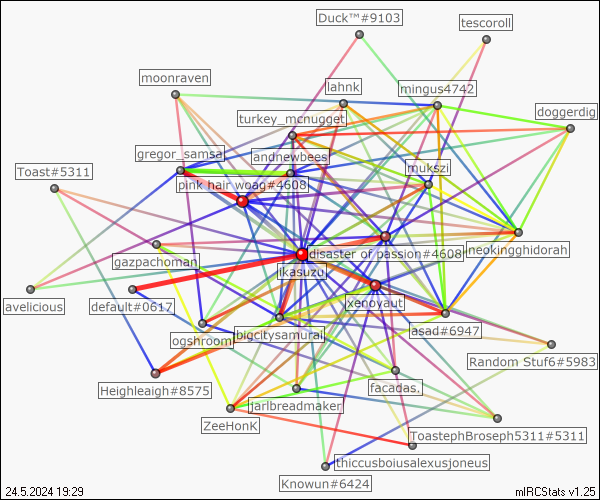 Duck™#9103
tescoroll
moonraven
lahnk
mingus4742
doggerdig
turkey_mcnugget
gregor_samsa
andnewbees
mukszi
Toast#5311
pink hair woag#4608
disaster of passion#4608
neokingghidorah
gazpachoman
ikasuzu
avelicious
default#0617
xenoyaut
ogshroom
bigcitysamurai
asad#6947
Random Stuf6#5983
Heighleaigh#8575
facadas.
jarlbreadmaker
ZeeHonK
ToastephBroseph5311#5311
thiccusboiusalexusjoneus
Knowun#6424
24.5.2024 19:29
mIRCStats v1.25